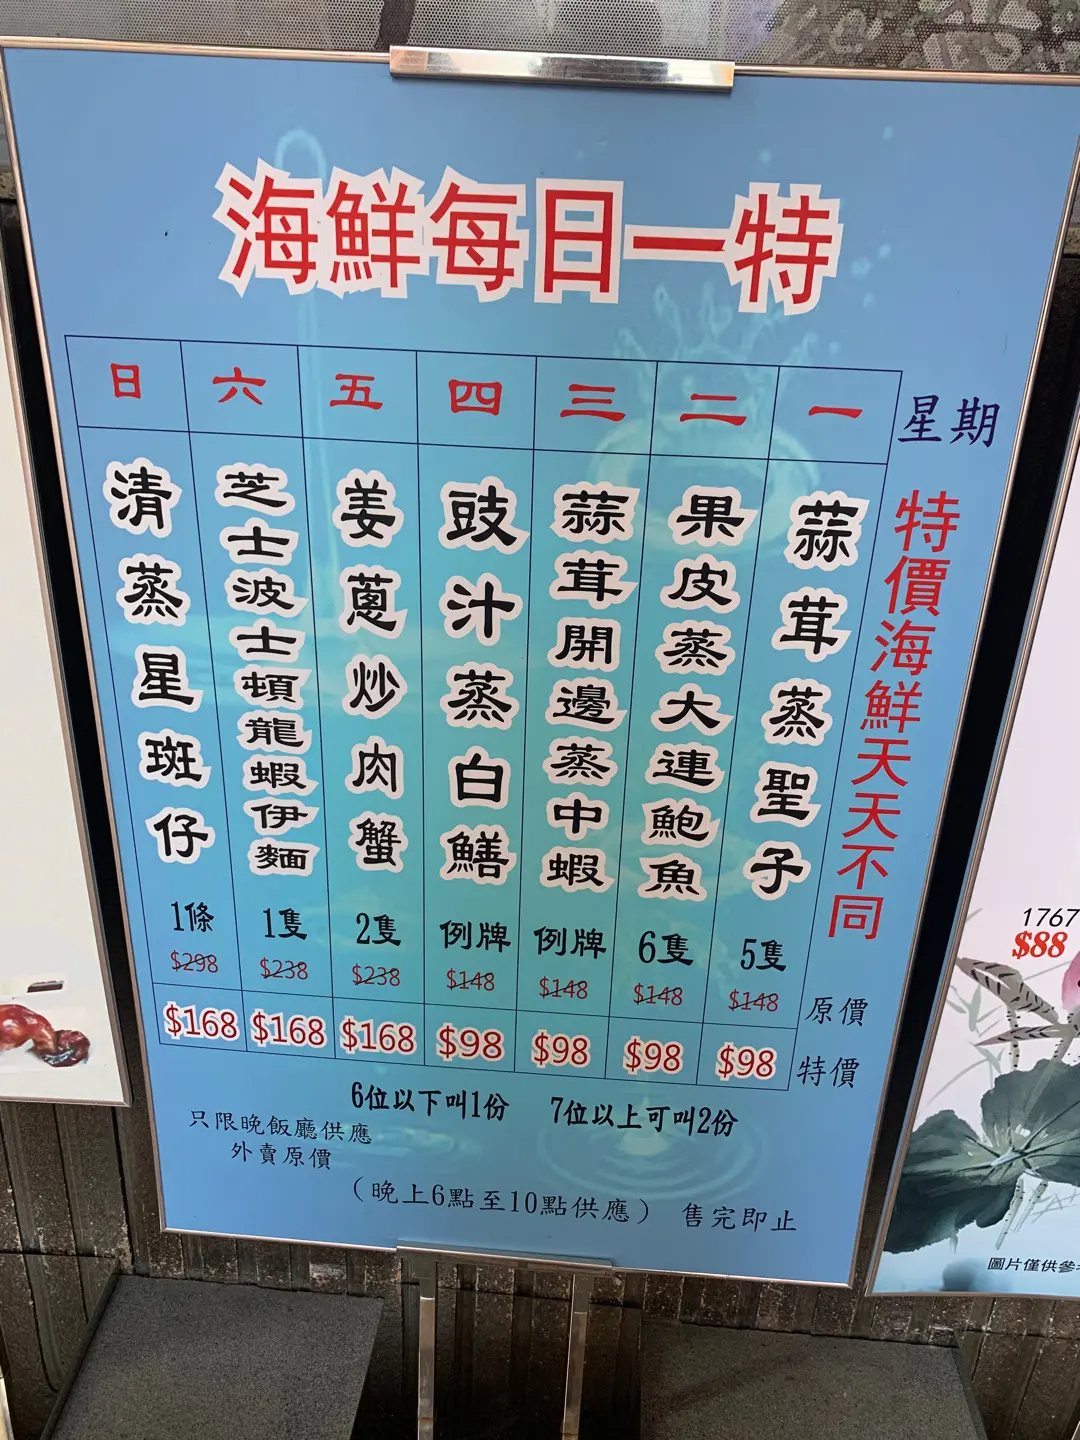 海鮮每日一特
星期
一
二
三
四
五
六
日
特價海鮮天天不同
蒜茸蒸聖子
5隻
果皮蒸大連鮑魚
6隻
蒜茸開邊蒸中蝦
例牌
豉汁蒸白鱔
例牌
姜蔥炒肉蟹
2隻
芝士波士頓龍蝦伊麵
1隻
清蒸星斑仔
1條
原價
$148
$148
$148
$148
$238
$238
$298
特價
$98
$98
$98
$98
$168
$168
$168
6位以下叫1份 7位以上可叫2份
只限晚飯廳供應
外賣原價
(晚上6點至10點供應) 售完即止
1767
$88
圖片僅供參